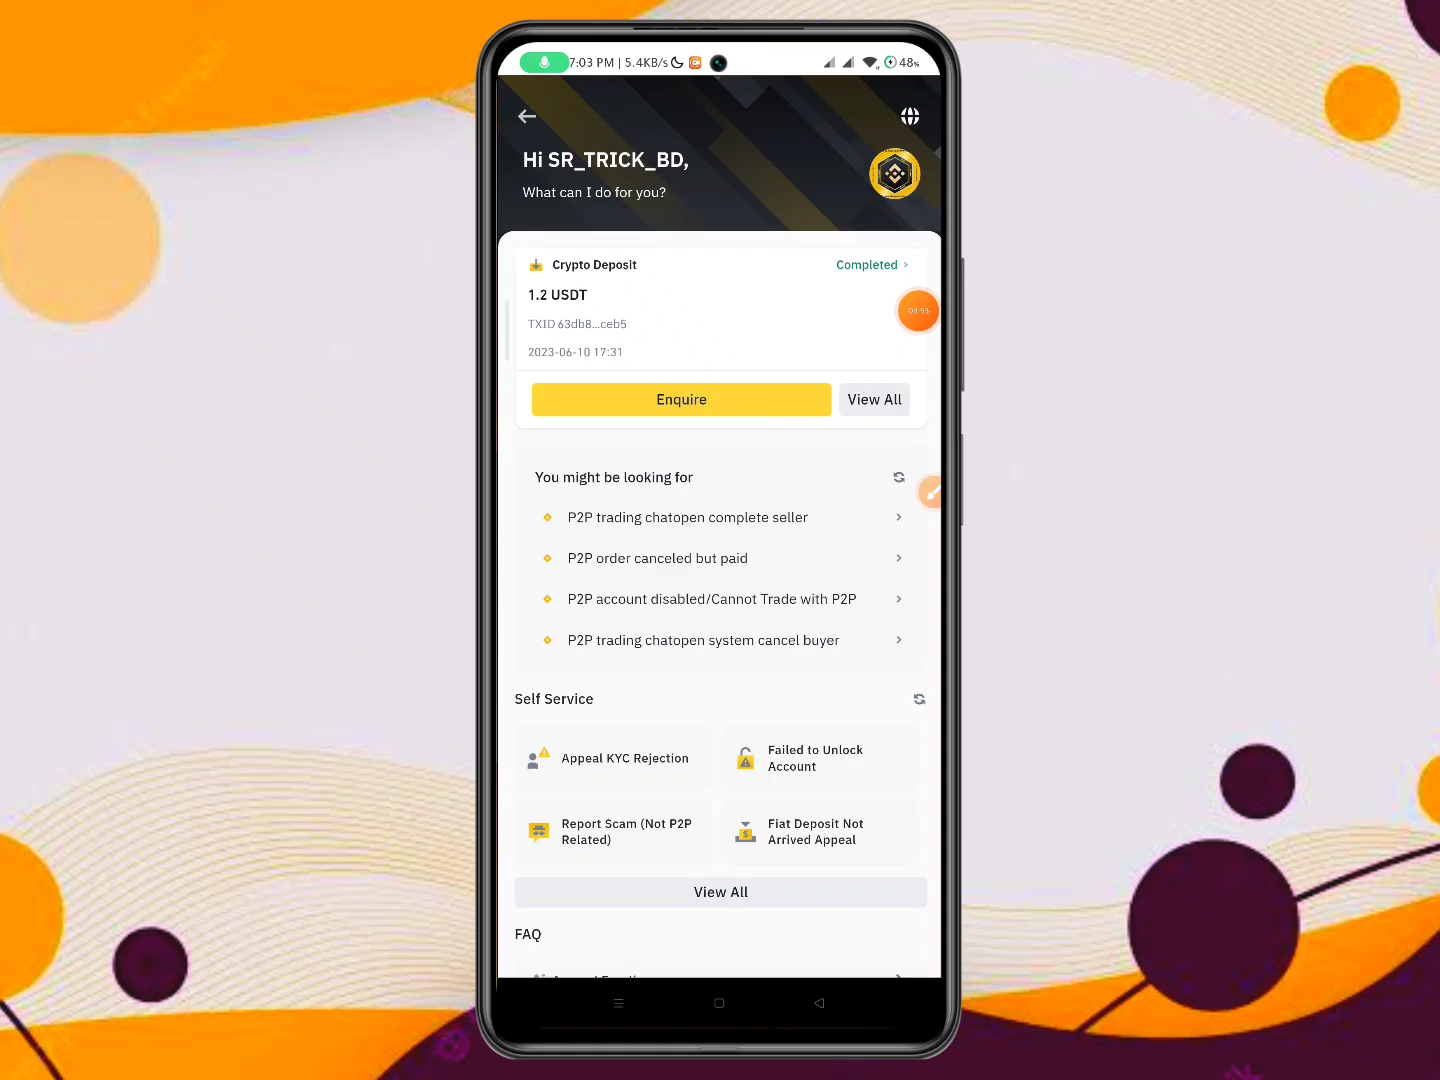 7:03 PM | 5.4KB/s
48%
Hi SR_TRICK_BD,
What can I do for you?
Crypto Deposit
Completed
1.2 USDT
03:53
TXID 63db8...ceb5
2023-06-10 17:31
Enquire
View All
You might be looking for
P2P trading chatopen complete seller
P2P order canceled but paid
P2P account disabled/Cannot Trade with P2P
P2P trading chatopen system cancel buyer
Self Service
Appeal KYC Rejection
Failed to Unlock
Account
Report Scam (Not P2P
Related)
Fiat Deposit Not
Arrived Appeal
View All
FAQ